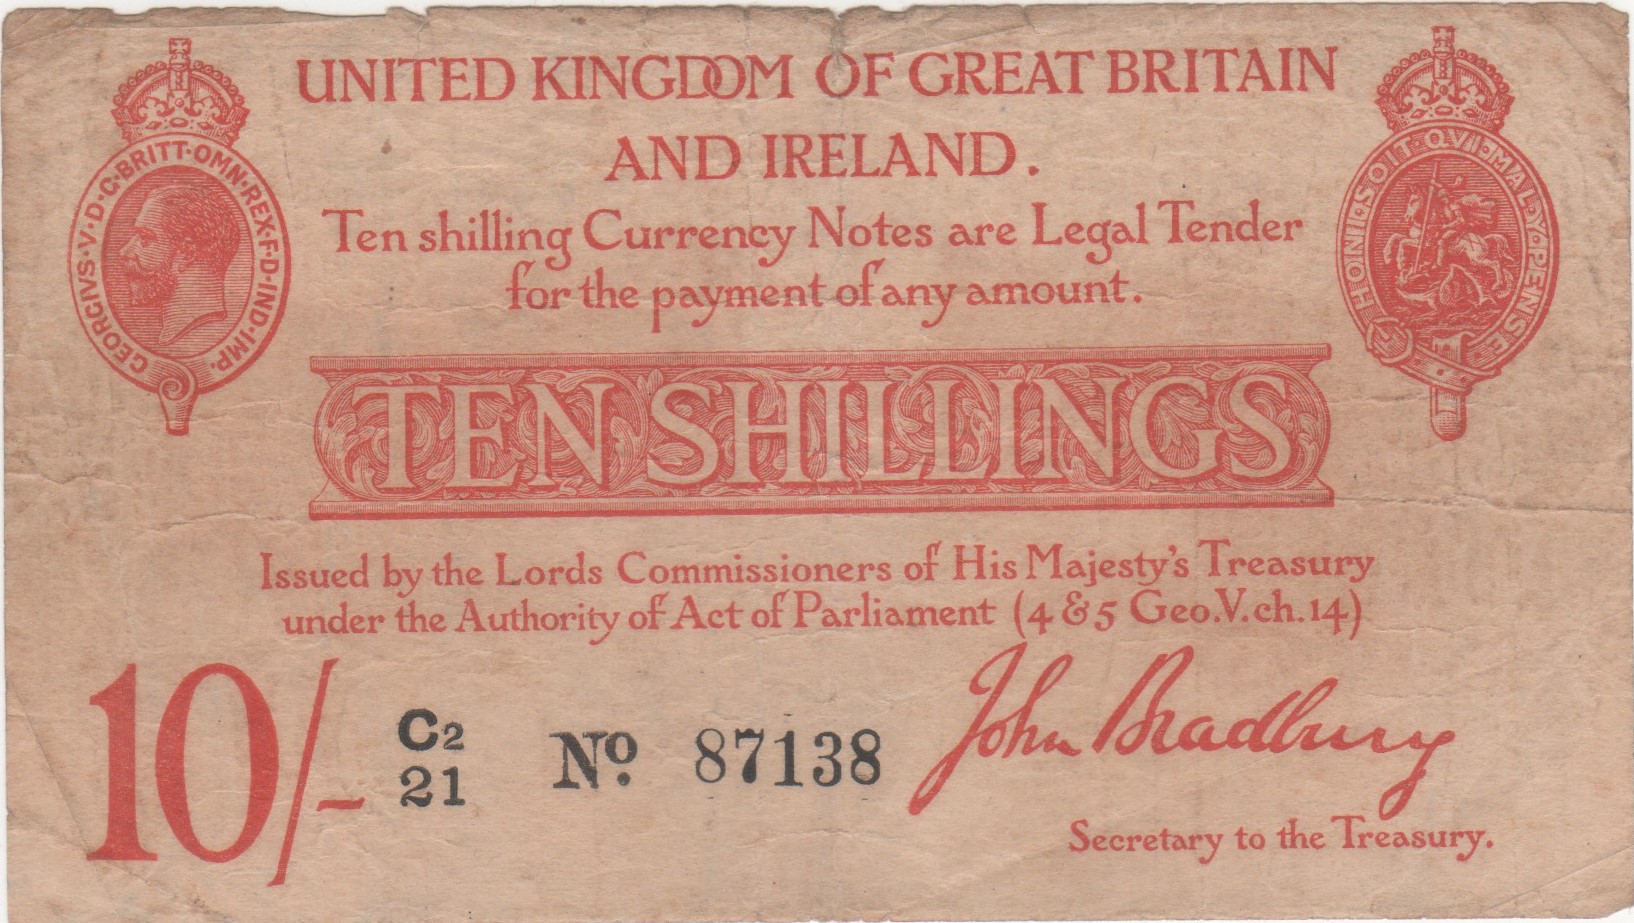 UNITED KINGDOM OF GREAT BRITAIN
AND IRELAND.
GEORGIVS·V·D·G·BRITT·OMN·REX·F·D·IND·IMP·
HONI·SOIT·QVI·MAL·Y·PENSE
Ten shilling Currency Notes are Legal Tender
for the payment of any amount.
TEN SHILLINGS
Issued by the Lords Commissioners of His Majesty's Treasury
under the Authority of Act of Parliament (4 & 5 Geo.V. ch.14)
10/-
C2
21
No. 87138
John Bradbury
Secretary to the Treasury.